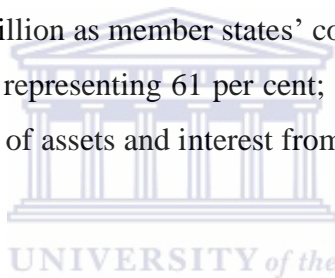 illion as member states’ co
representing 61 per cent;
of assets and interest from
UNIVERSITY of the